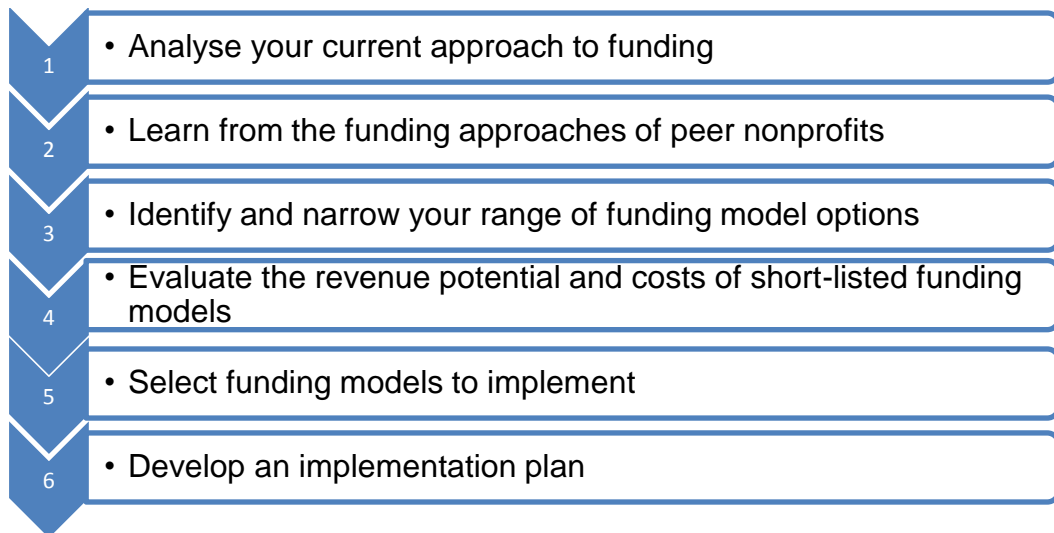 1
• Analyse your current approach to funding
2
• Learn from the funding approaches of peer nonprofits
3
• Identify and narrow your range of funding model options
4
• Evaluate the revenue potential and costs of short-listed funding
models
5
• Select funding models to implement
6
• Develop an implementation plan